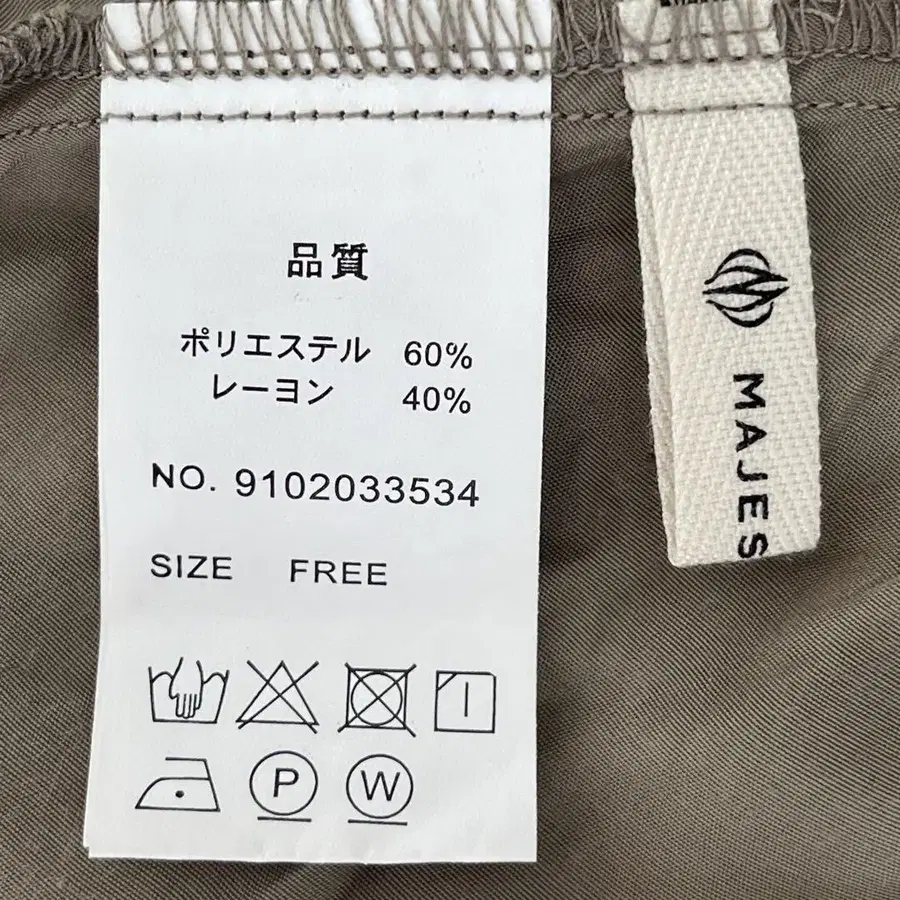 品質
ポリエステル 60%
レーヨン 40%
NO. 9102033534
SIZE FREE
P W
MAJES